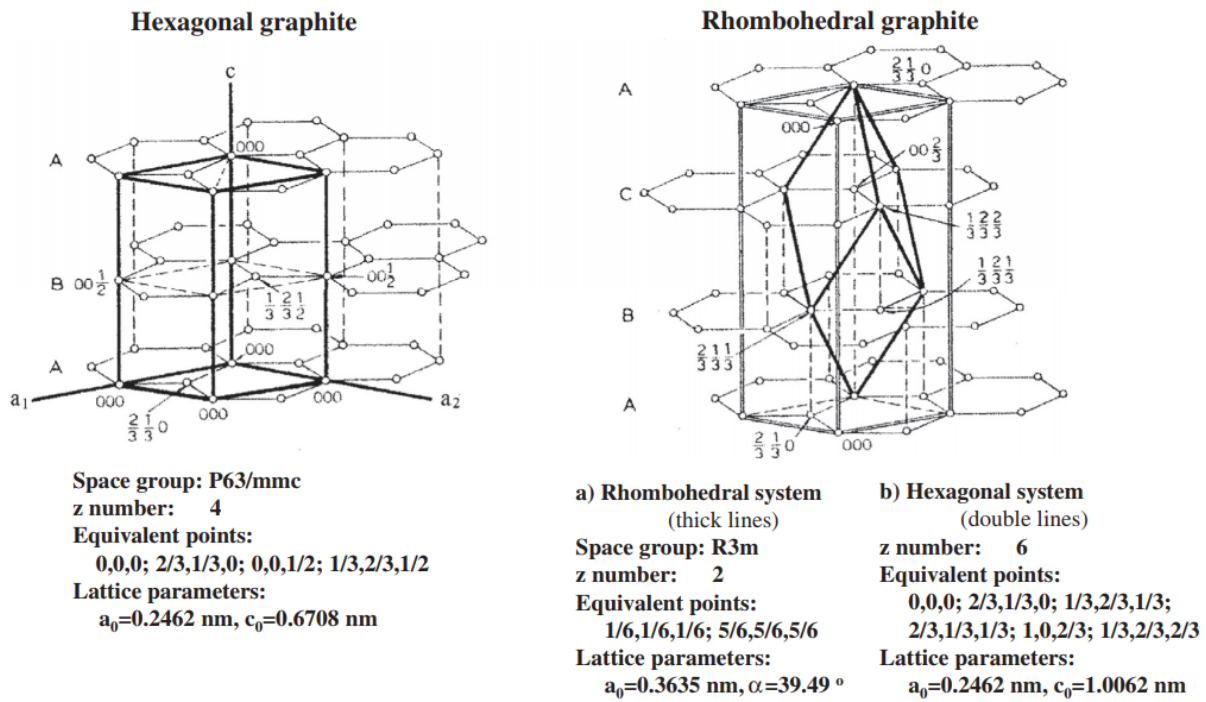 Hexagonal graphite
c
A
000
B
00 1/2
00 1/2
1/3 2/3 1/2
A
000
a1
000
000
000
a2
2/3 1/3 0
Space group: P63/mmc
z number: 4
Equivalent points:
0,0,0; 2/3,1/3,0; 0,0,1/2; 1/3,2/3,1/2
Lattice parameters:
a₀=0.2462 nm, c₀=0.6708 nm
Rhombohedral graphite
A
2/3 1/3 0
000
00 2/3
C
1/3 2/3 2/3
1/3 2/3 1/3
B
2/3 1/3 1/3
A
2/3 1/3 0
000
a) Rhombohedral system
(thick lines)
Space group: R3m
z number: 2
Equivalent points:
1/6,1/6,1/6; 5/6,5/6,5/6
Lattice parameters:
a₀=0.3635 nm, α=39.49 º
b) Hexagonal system
(double lines)
z number: 6
Equivalent points:
0,0,0; 2/3,1/3,0; 1/3,2/3,1/3;
2/3,1/3,1/3; 1,0,2/3; 1/3,2/3,2/3
Lattice parameters:
a₀=0.2462 nm, c₀=1.0062 nm